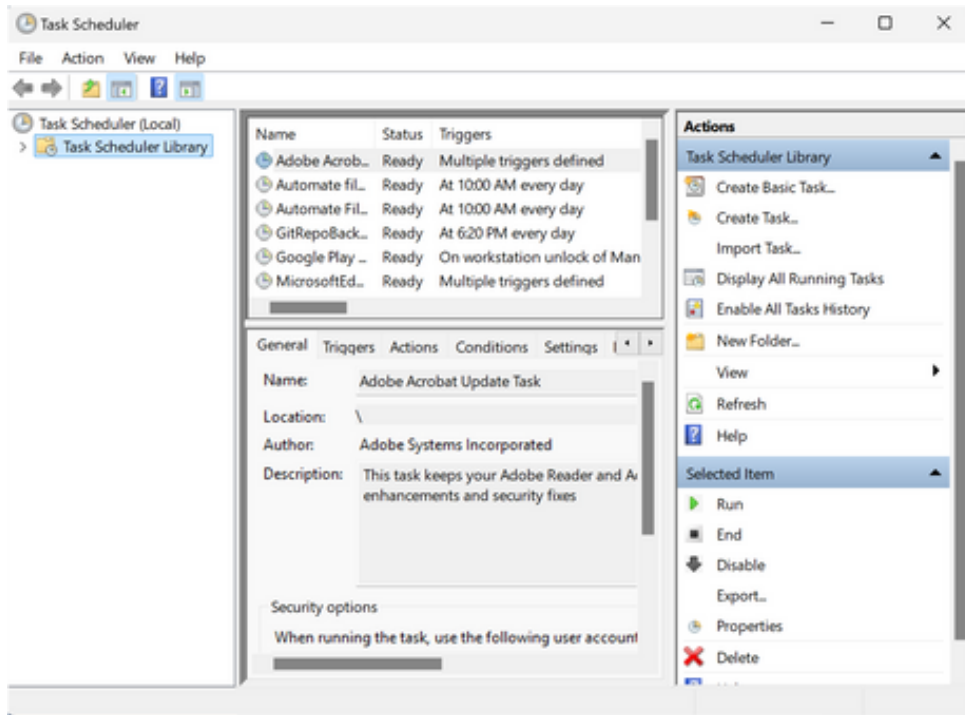 Task Scheduler
File Action View Help
Task Scheduler (Local)
Task Scheduler Library
Name Status Triggers
Adobe Acrob... Ready Multiple triggers defined
Automate fil... Ready At 10:00 AM every day
Automate Fil... Ready At 10:00 AM every day
GitRepoBack... Ready At 6:20 PM every day
Google Play ... Ready On workstation unlock of Man
MicrosoftEd... Ready Multiple triggers defined
General Triggers Actions Conditions Settings
Name: Adobe Acrobat Update Task
Location: \
Author: Adobe Systems Incorporated
Description: This task keeps your Adobe Reader and
enhancements and security fixes
Security options
When running the task, use the following user account
Actions
Task Scheduler Library
Create Basic Task...
Create Task...
Import Task...
Display All Running Tasks
Enable All Tasks History
New Folder...
View
Refresh
Help
Selected Item
Run
End
Disable
Export...
Properties
Delete